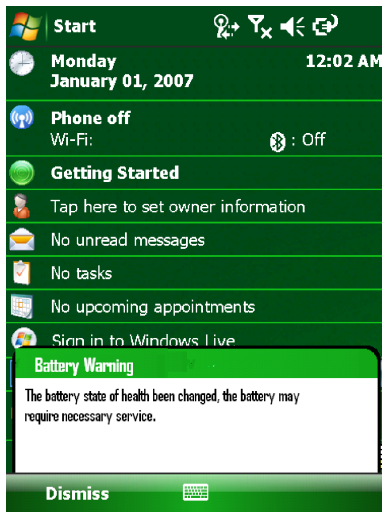 Start
Monday 12:02 AM
January 01, 2007
Phone off
Wi-Fi: : Off
Getting Started
Tap here to set owner information
No unread messages
No tasks
No upcoming appointments
Sign in to Windows Live
Battery Warning
The battery state of health been changed, the battery may
require necessary service.
Dismiss